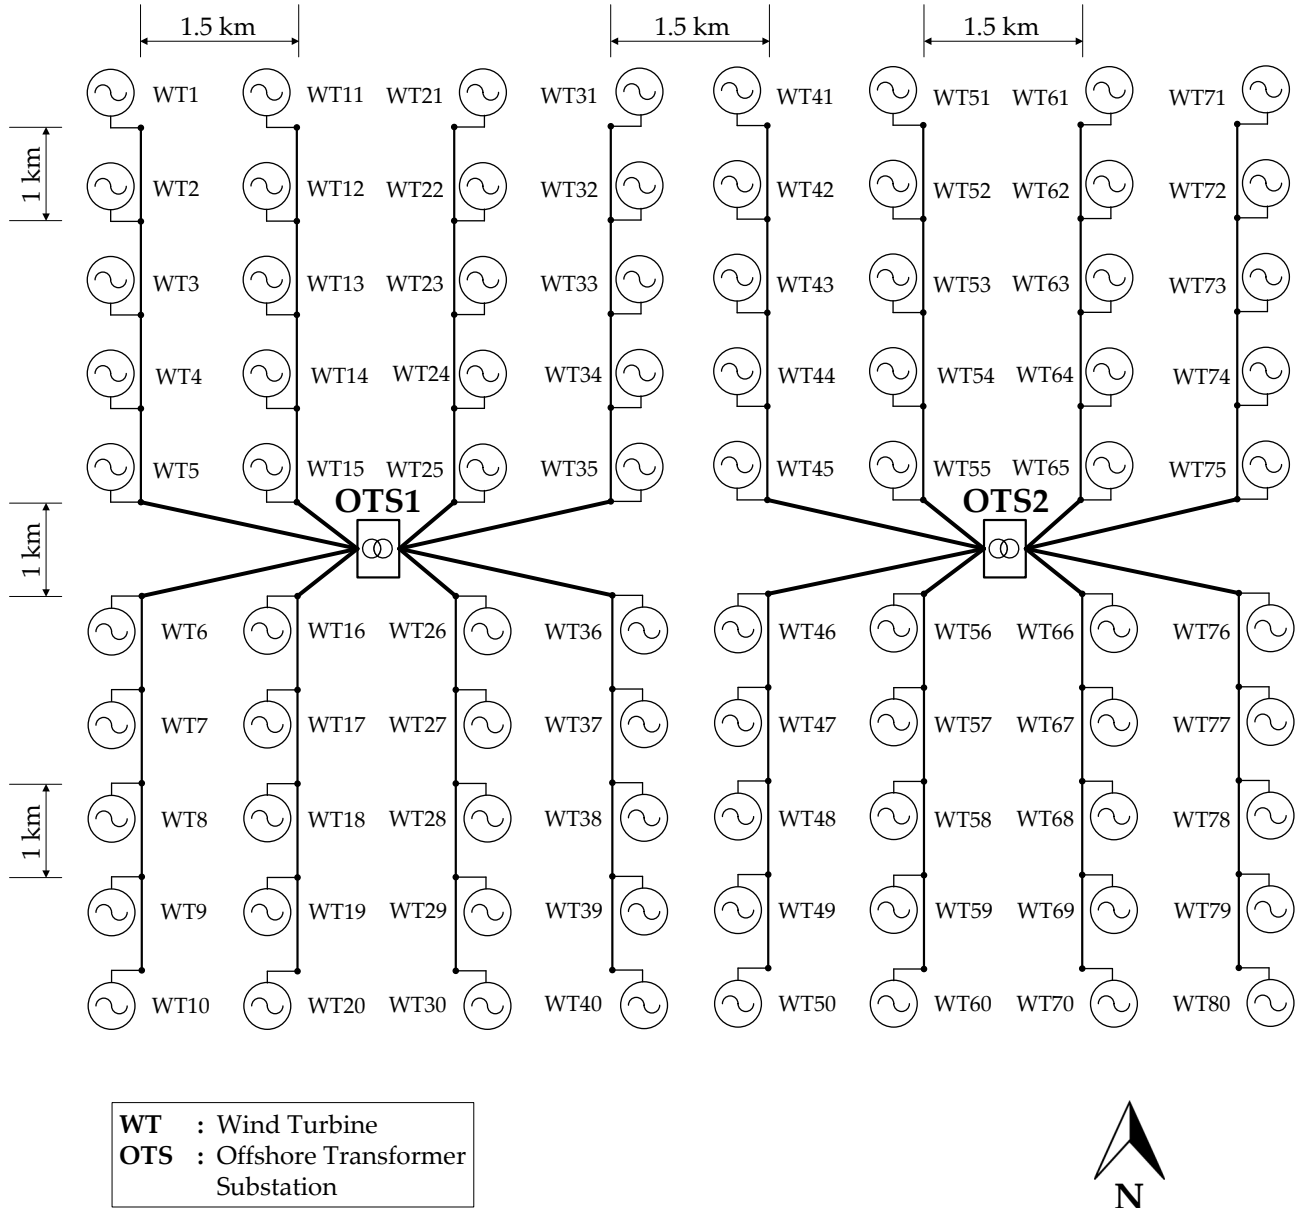 1.5 km 1.5 km 1.5 km
WT1 WT11 WT21 WT31 WT41 WT51 WT61 WT71
1 km
WT2 WT12 WT22 WT32 WT42 WT52 WT62 WT72
WT3 WT13 WT23 WT33 WT43 WT53 WT63 WT73
WT4 WT14 WT24 WT34 WT44 WT54 WT64 WT74
WT5 WT15 WT25 WT35 WT45 WT55 WT65 WT75
OTS1 OTS2
1 km
WT6 WT16 WT26 WT36 WT46 WT56 WT66 WT76
WT7 WT17 WT27 WT37 WT47 WT57 WT67 WT77
1 km
WT8 WT18 WT28 WT38 WT48 WT58 WT68 WT78
WT9 WT19 WT29 WT39 WT49 WT59 WT69 WT79
WT10 WT20 WT30 WT40 WT50 WT60 WT70 WT80
WT : Wind Turbine
OTS : Offshore Transformer
Substation
N